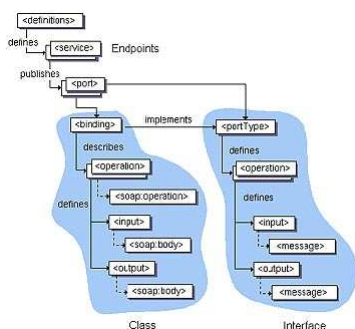 <definitions>
defines
<service>
Endpoints
publishes
<port>
<binding>
implements
<portType>
describes
defines
<operation>
<operation>
<soap:operation>
defines
defines
<input>
<input>
<soap:body>
<message>
<output>
<output>
<soap:body>
<message>
Class
Interface